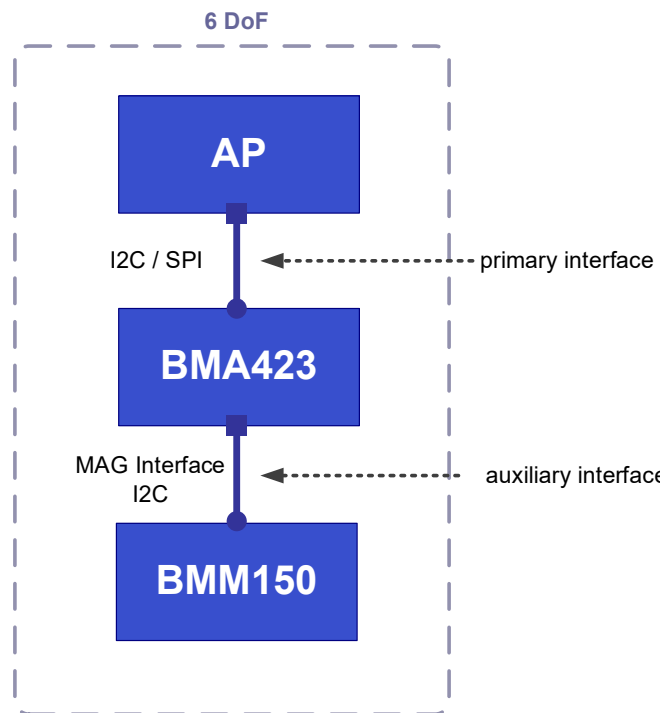 6 DoF
AP
I2C / SPI
primary interface
BMA423
MAG Interface
I2C
auxiliary interface
BMM150